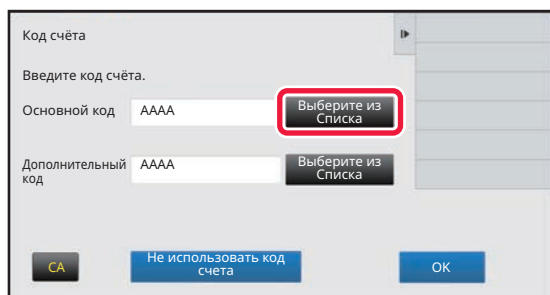 Код счёта
Введите код счёта.
Основной код
AAAA
Выберите из
Списка
Дополнительный
код
AAAA
Выберите из
Списка
CA
Не использовать код
счета
OK